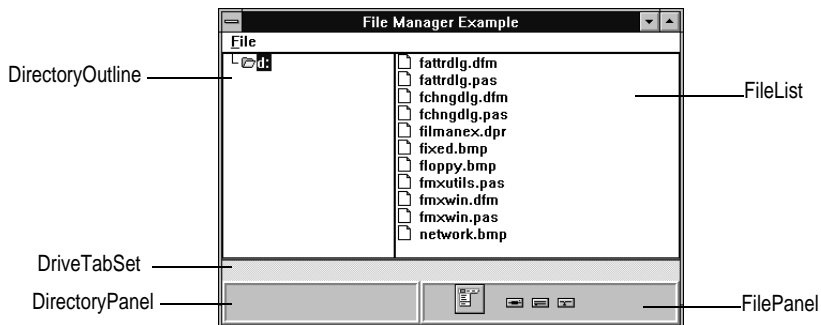 File Manager Example
File
d:
fattrdlg.dfm
fattrdlg.pas
fchngdlg.dfm
fchngdlg.pas
filmanex.dpr
fixed.bmp
floppy.bmp
fmxutils.pas
fmxwin.dfm
fmxwin.pas
network.bmp
DirectoryOutline
FileList
DriveTabSet
DirectoryPanel
FilePanel